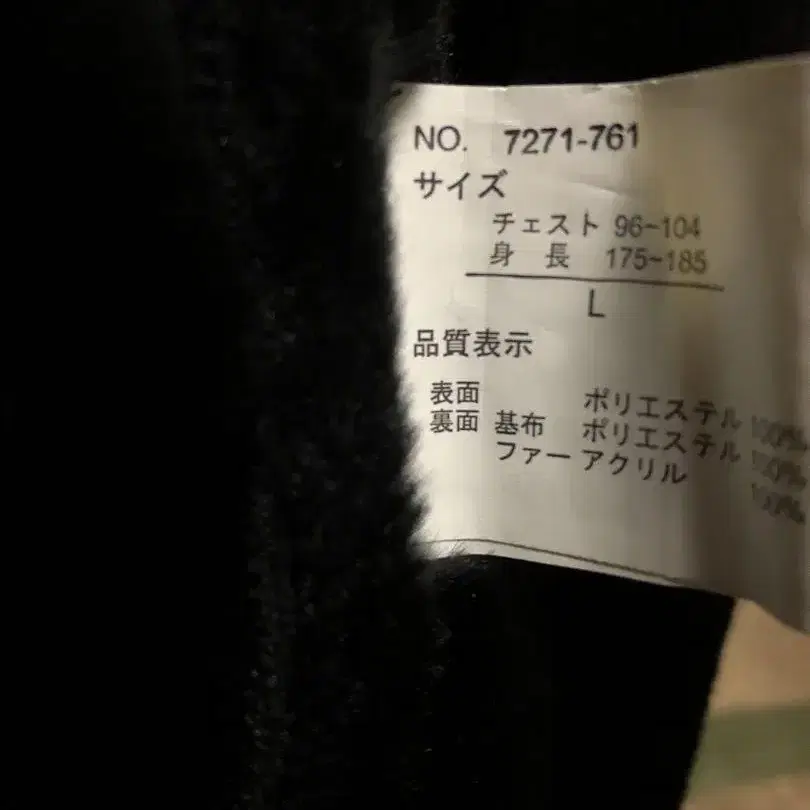 NO. 7271-761
サイズ
チェスト 96~104
身 長 175~185
L
品質表示
表面 ポリエステル 100%
裏面 基布 ポリエステル 100%
ファー アクリル 100%